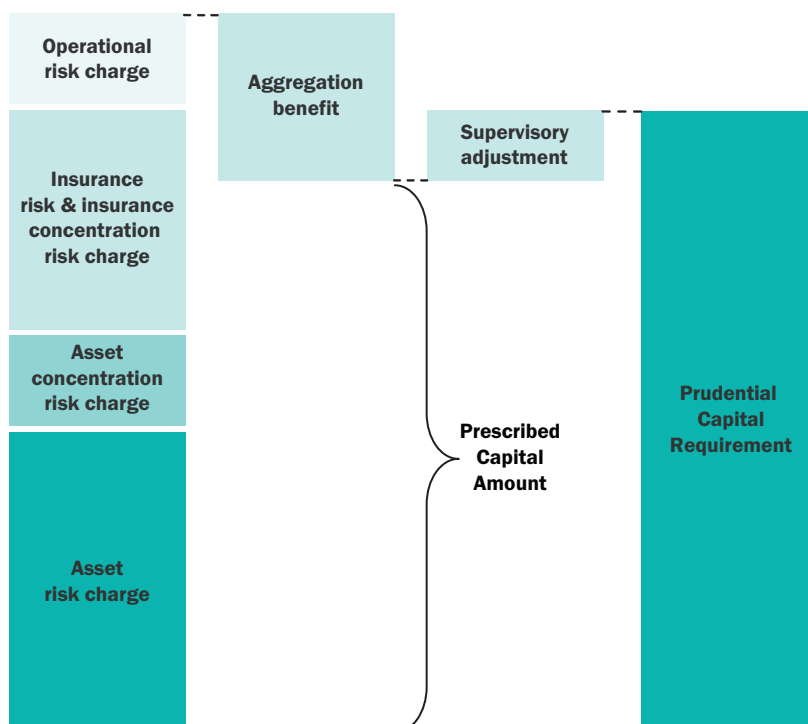 Operational
risk charge
Insurance
risk & insurance
concentration
risk charge
Asset
concentration
risk charge
Asset
risk charge
Aggregation
benefit
Supervisory
adjustment
Prescribed
Capital
Amount
Prudential
Capital
Requirement